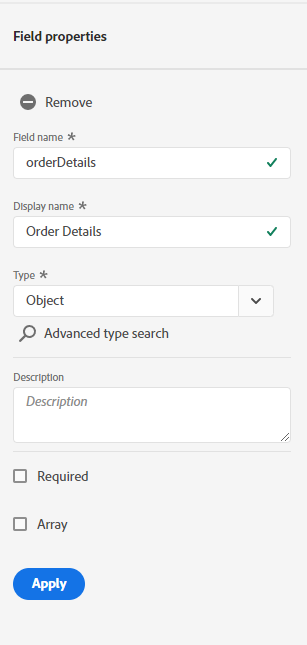 Field properties
Remove
Field name *
orderDetails
Display name *
Order Details
Type *
Object
Advanced type search
Description
Description
Required
Array
Apply